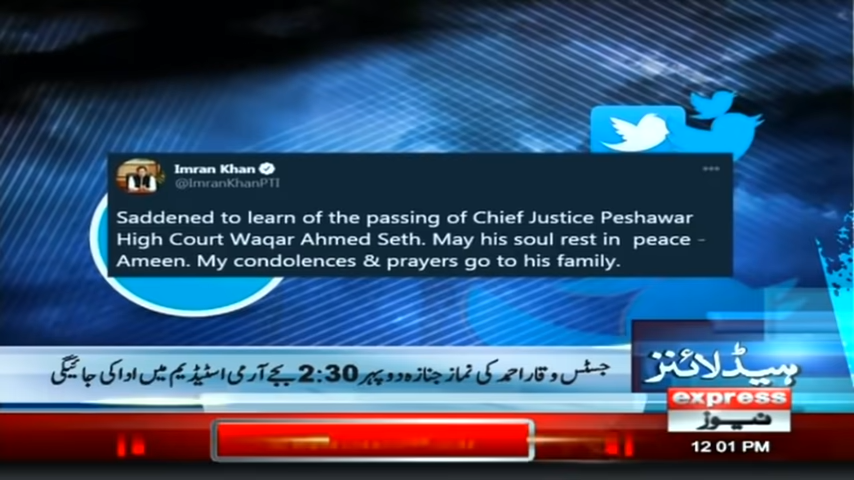 Imran Khan
@ImranKhanPTI
Saddened to learn of the passing of Chief Justice Peshawar
High Court Waqar Ahmed Seth. May his soul rest in peace -
Ameen. My condolences & prayers go to his family.
جسٹس وقار احمد کی نماز جنازہ دوپہر 2:30 بجے آرمی اسٹیڈیم میں ادا کی جائیگی
ہیڈلائنز
express
نیوز
12 01 PM